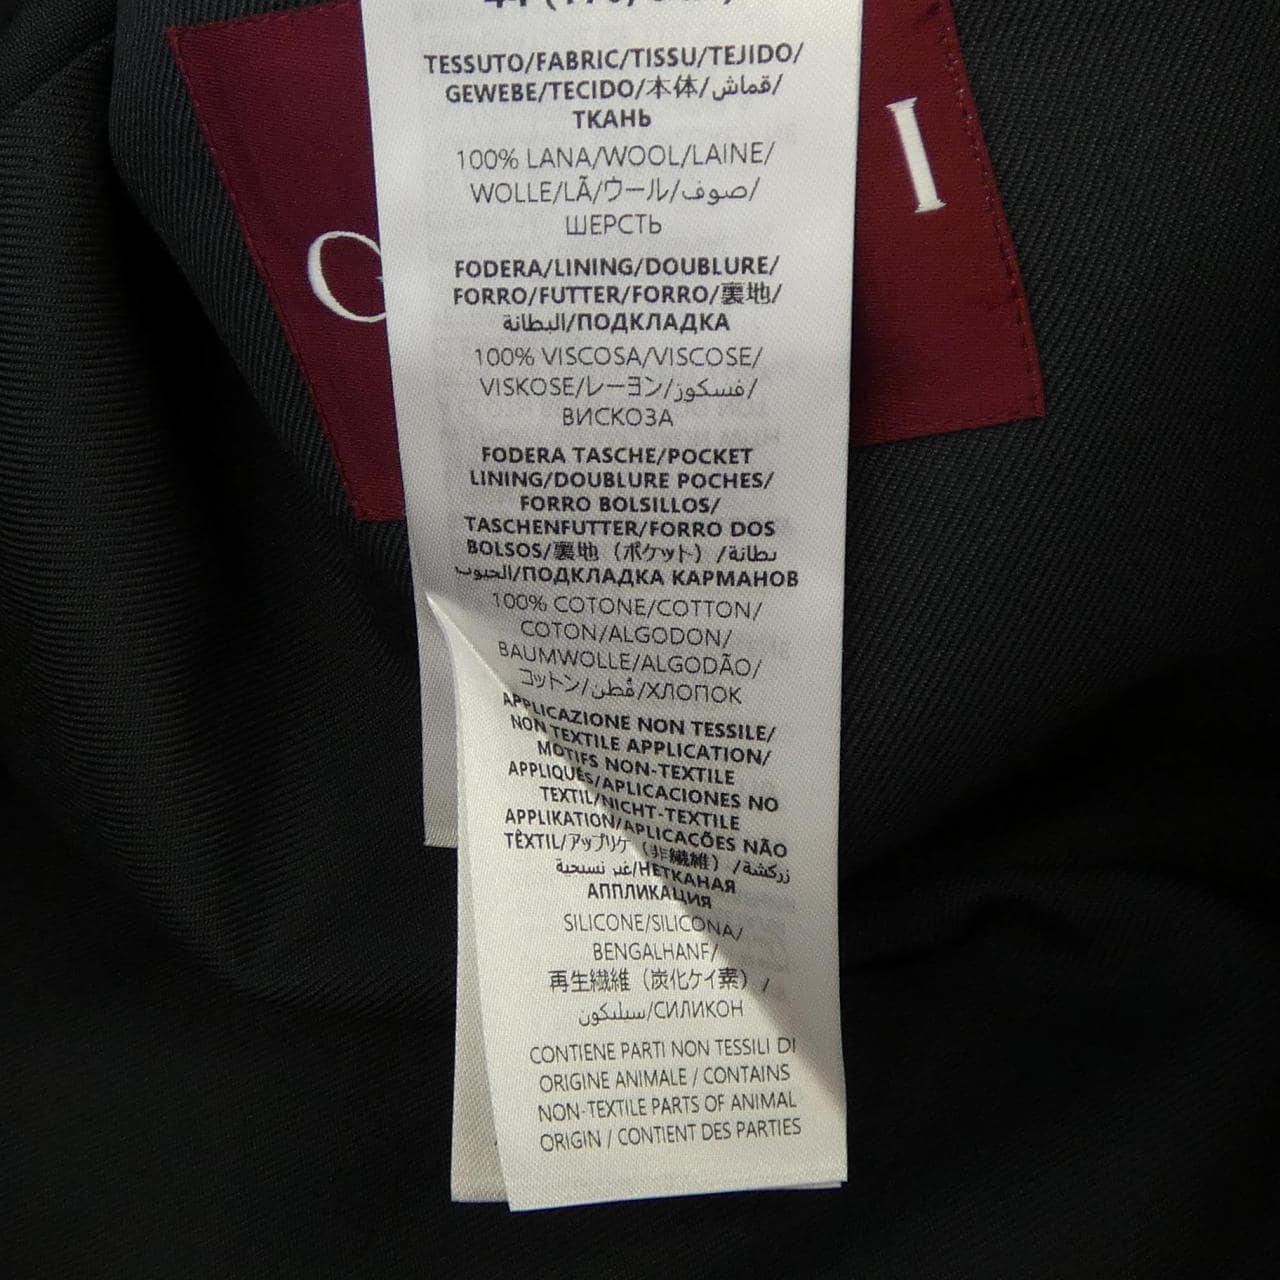 TESSUTO/FABRIC/TISSU/TEJIDO/
GEWEBE/TECIDO/本体/قماش/
ТКАНЬ
100% LANA/WOOL/LAINE/
WOLLE/LÃ/ウール/صوف/
ШЕРСТЬ
FODERA/LINING/DOUBLURE/
FORRO/FUTTER/FORRO/裏地/
البطانة/ПОДКЛАДКА
100% VISCOSA/VISCOSE/
VISKOSE/レーヨン/فسكوز/
ВИСКОЗА
FODERA TASCHE/POCKET
LINING/DOUBLURE POCHES/
FORRO BOLSILLOS/
TASCHENFUTTER/FORRO DOS
BOLSOS/裏地（ポケット）/بطانة
الجيوب/ПОДКЛАДКА КАРМАНОВ
100% COTONE/COTTON/
COTON/ALGODON/
BAUMWOLLE/ALGODÃO/
コットン/قُطن/ХЛОПОК
APPLICAZIONE NON TESSILE/
NON TEXTILE APPLICATION/
MOTIFS NON-TEXTILE
APPLIQUÉS/APLICACIONES NO
TEXTIL/NICHT-TEXTILE
APPLIKATION/APLICACÕES NÃO
TÊXTIL/アップリケ（非繊維）/زركشة
غير نسيجية/НЕТКАНАЯ
АППЛИКАЦИЯ
SILICONE/SILICONA/
BENGALHANF/
再生繊維（炭化ケイ素）/
سيليكون/СИЛИКОН
CONTIENE PARTI NON TESSILI DI
ORIGINE ANIMALE / CONTAINS
NON-TEXTILE PARTS OF ANIMAL
ORIGIN / CONTIENT DES PARTIES
G
I